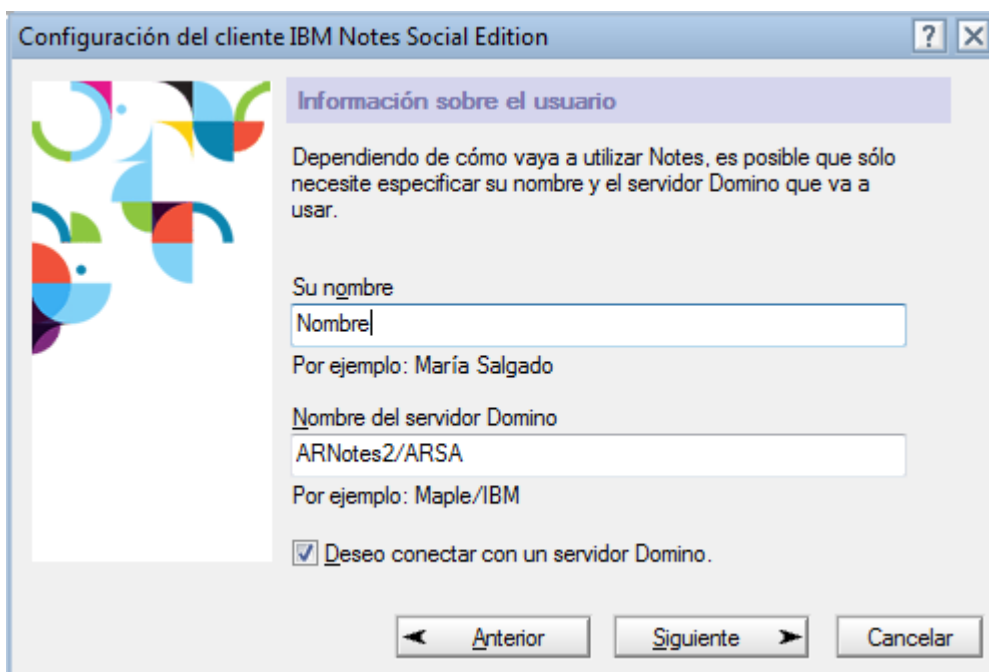 Configuración del cliente IBM Notes Social Edition
?
X
Información sobre el usuario
Dependiendo de cómo vaya a utilizar Notes, es posible que sólo
necesite especificar su nombre y el servidor Domino que va a
usar.
Su nombre
Nombre
Por ejemplo: María Salgado
Nombre del servidor Domino
ARNotes2/ARSA
Por ejemplo: Maple/IBM
Deseo conectar con un servidor Domino.
Anterior
Siguiente
Cancelar